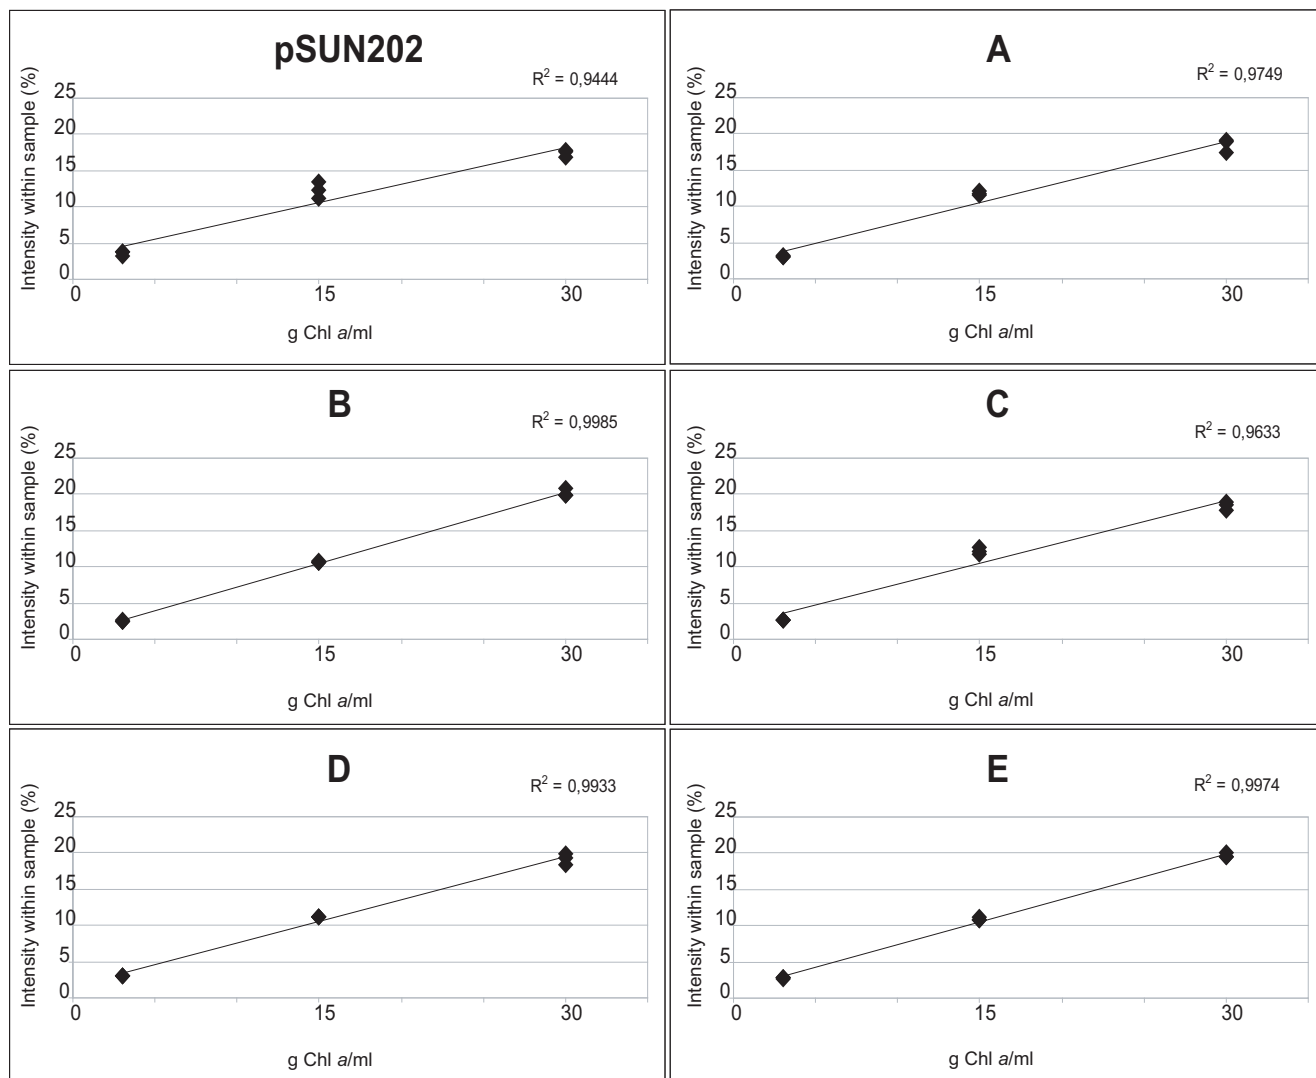 pSUN202
R² = 0,9444
Intensity within sample (%)
25
20
15
10
5
0
0 15 30
g Chl a/ml
A
R² = 0,9749
Intensity within sample (%)
25
20
15
10
5
0
0 15 30
g Chl a/ml
B
R² = 0,9985
Intensity within sample (%)
25
20
15
10
5
0
0 15 30
g Chl a/ml
C
R² = 0,9633
Intensity within sample (%)
25
20
15
10
5
0
0 15 30
g Chl a/ml
D
R² = 0,9933
Intensity within sample (%)
25
20
15
10
5
0
0 15 30
g Chl a/ml
E
R² = 0,9974
Intensity within sample (%)
25
20
15
10
5
0
0 15 30
g Chl a/ml